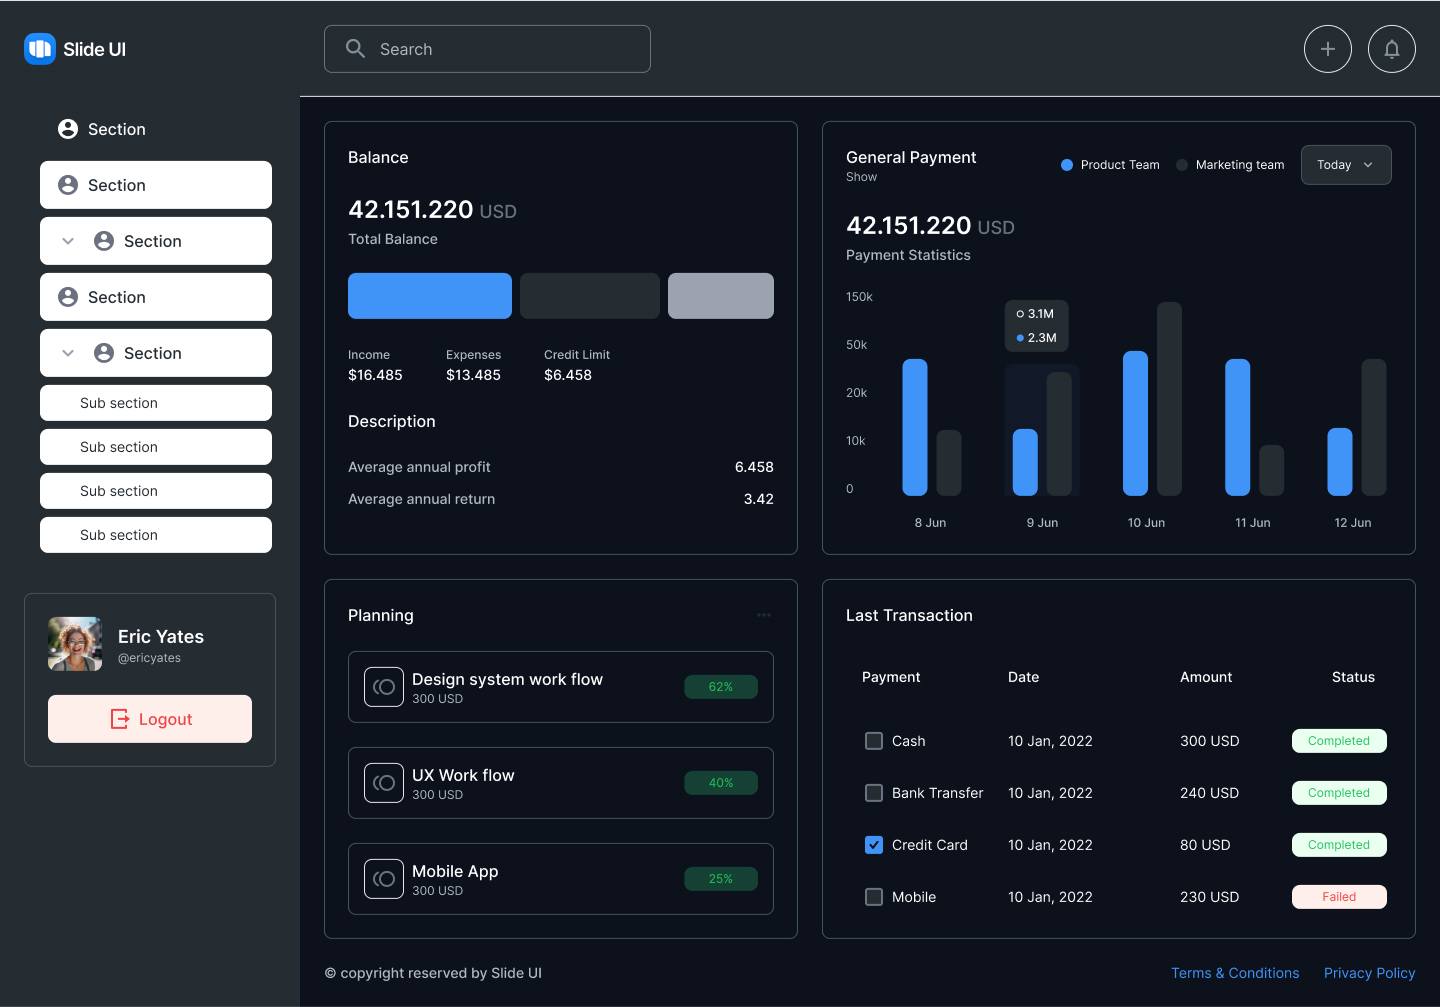 Slide UI
Search
Section
Section
Section
Section
Section
Sub section
Sub section
Sub section
Sub section
Eric Yates
@ericyates
Logout
Balance
42.151.220 USD
Total Balance
Income Expenses Credit Limit
$16.485 $13.485 $6.458
Description
Average annual profit 6.458
Average annual return 3.42
General Payment
Show
Product Team Marketing team Today
42.151.220 USD
Payment Statistics
150k
50k
20k
10k
0
3.1M
2.3M
8 Jun 9 Jun 10 Jun 11 Jun 12 Jun
Planning
Design system work flow
300 USD
62%
UX Work flow
300 USD
40%
Mobile App
300 USD
25%
Last Transaction
Payment Date Amount Status
Cash 10 Jan, 2022 300 USD Completed
Bank Transfer 10 Jan, 2022 240 USD Completed
Credit Card 10 Jan, 2022 80 USD Completed
Mobile 10 Jan, 2022 230 USD Failed
© copyright reserved by Slide UI
Terms & Conditions Privacy Policy